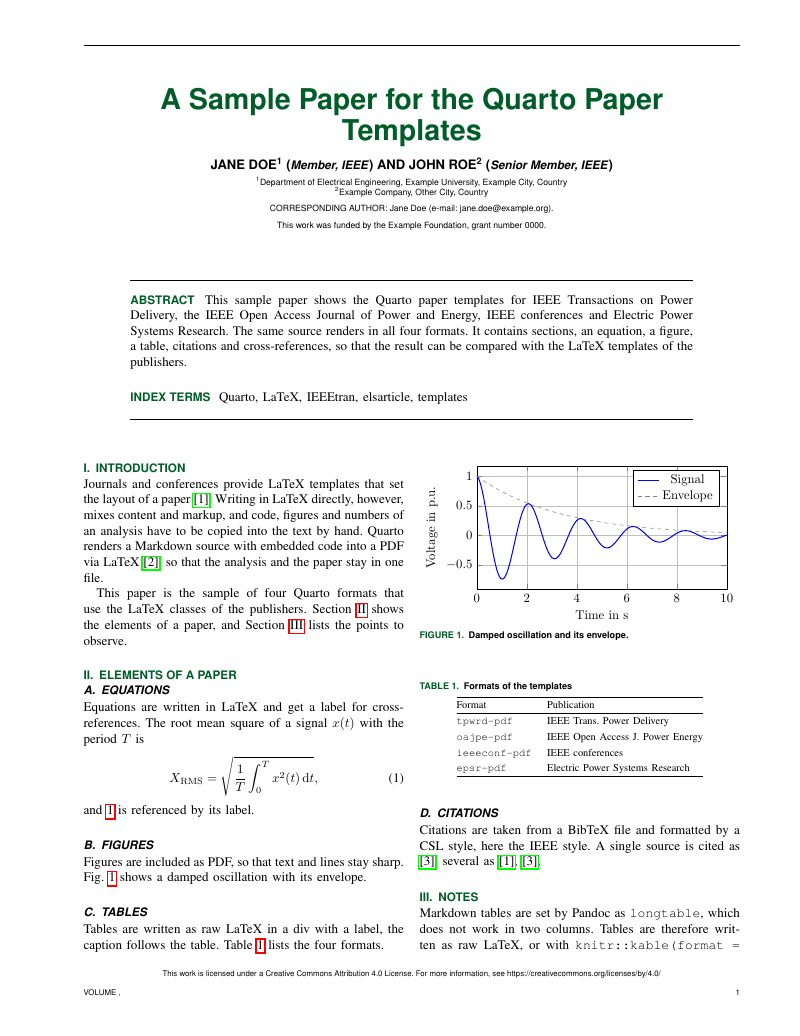 A Sample Paper for the Quarto Paper
Templates
JANE DOE1 (Member, IEEE) AND JOHN ROE2 (Senior Member, IEEE)
1Department of Electrical Engineering, Example University, Example City, Country
2Example Company, Other City, Country
CORRESPONDING AUTHOR: Jane Doe (e-mail: jane.doe@example.org).
This work was funded by the Example Foundation, grant number 0000.
ABSTRACT This sample paper shows the Quarto paper templates for IEEE Transactions on Power
Delivery, the IEEE Open Access Journal of Power and Energy, IEEE conferences and Electric Power
Systems Research. The same source renders in all four formats. It contains sections, an equation, a figure,
a table, citations and cross-references, so that the result can be compared with the LaTeX templates of the
publishers.
INDEX TERMS Quarto, LaTeX, IEEEtran, elsarticle, templates
I. INTRODUCTION
Journals and conferences provide LaTeX templates that set
the layout of a paper [1]. Writing in LaTeX directly, however,
mixes content and markup, and code, figures and numbers of
an analysis have to be copied into the text by hand. Quarto
renders a Markdown source with embedded code into a PDF
via LaTeX [2], so that the analysis and the paper stay in one
file.
This paper is the sample of four Quarto formats that
use the LaTeX classes of the publishers. Section II shows
the elements of a paper, and Section III lists the points to
observe.
II. ELEMENTS OF A PAPER
A. EQUATIONS
Equations are written in LaTeX and get a label for cross-
references. The root mean square of a signal x(t) with the
period T is
X_RMS = √(1/T ∫_0^T x²(t) dt), (1)
and 1 is referenced by its label.
B. FIGURES
Figures are included as PDF, so that text and lines stay sharp.
Fig. 1 shows a damped oscillation with its envelope.
C. TABLES
Tables are written as raw LaTeX in a div with a label, the
caption follows the table. Table 1 lists the four formats.
Voltage in p.u.
1
0.5
0
−0.5
Signal
Envelope
0 2 4 6 8 10
Time in s
FIGURE 1. Damped oscillation and its envelope.
TABLE 1. Formats of the templates
Format Publication
tpwrd-pdf IEEE Trans. Power Delivery
oajpe-pdf IEEE Open Access J. Power Energy
ieeeconf-pdf IEEE conferences
epsr-pdf Electric Power Systems Research
D. CITATIONS
Citations are taken from a BibTeX file and formatted by a
CSL style, here the IEEE style. A single source is cited as
[3], several as [1], [3].
III. NOTES
Markdown tables are set by Pandoc as longtable, which
does not work in two columns. Tables are therefore writ-
ten as raw LaTeX, or with knitr::kable(format =
This work is licensed under a Creative Commons Attribution 4.0 License. For more information, see https://creativecommons.org/licenses/by/4.0/
VOLUME , 1